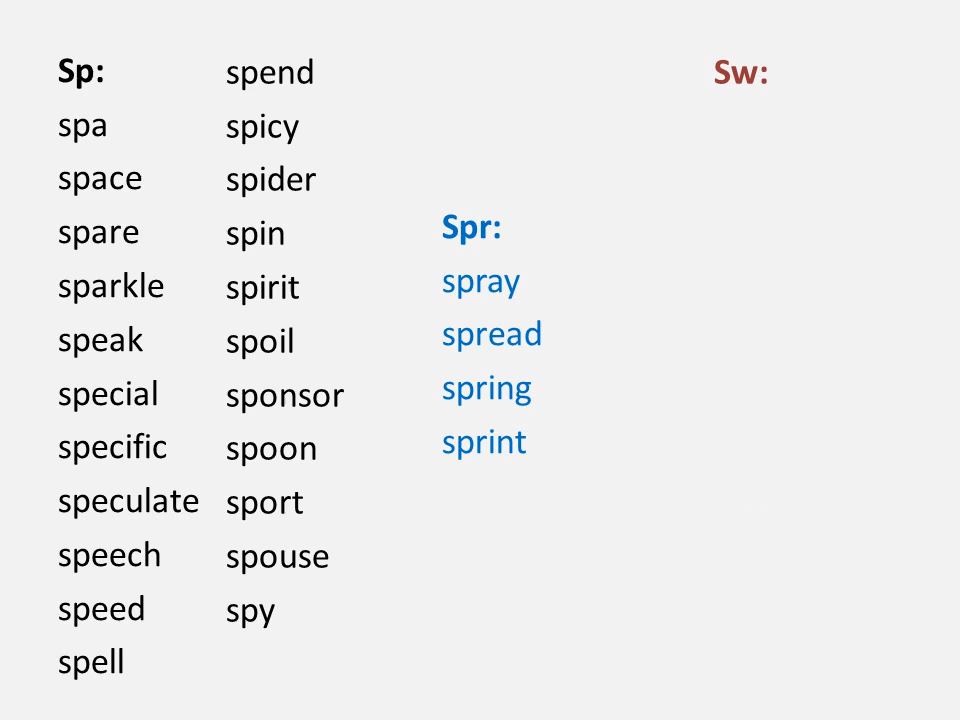 Sp:
spa
space
spare
sparkle
speak
special
specific
speculate
speech
speed
spell
spend
spicy
spider
spin
spirit
spoil
sponsor
spoon
sport
spouse
spy
Spr:
spray
spread
spring
sprint
Sw: